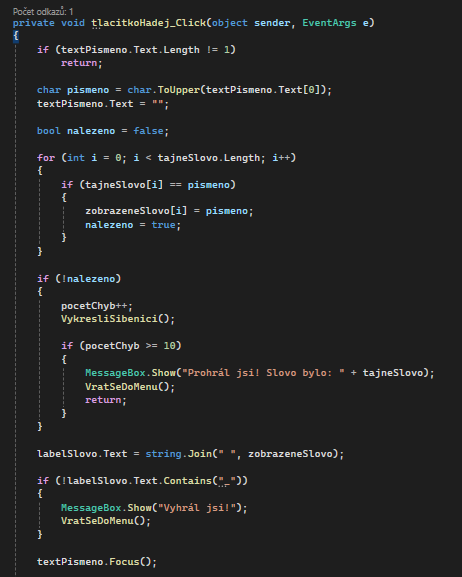 Počet odkazů: 1
private void tlacitkoHadej_Click(object sender, EventArgs e)
{
if (textPismeno.Text.Length != 1)
return;
char pismeno = char.ToUpper(textPismeno.Text[0]);
textPismeno.Text = "";
bool nalezeno = false;
for (int i = 0; i < tajneSlovo.Length; i++)
{
if (tajneSlovo[i] == pismeno)
{
zobrazeneSlovo[i] = pismeno;
nalezeno = true;
}
}
if (!nalezeno)
{
pocetChyb++;
VykresliSibenici();
if (pocetChyb >= 10)
{
MessageBox.Show("Prohrál jsi! Slovo bylo: " + tajneSlovo);
VratSeDoMenu();
return;
}
}
labelSlovo.Text = string.Join(" ", zobrazeneSlovo);
if (!labelSlovo.Text.Contains("_"))
{
MessageBox.Show("Vyhrál jsi!");
VratSeDoMenu();
}
textPismeno.Focus();